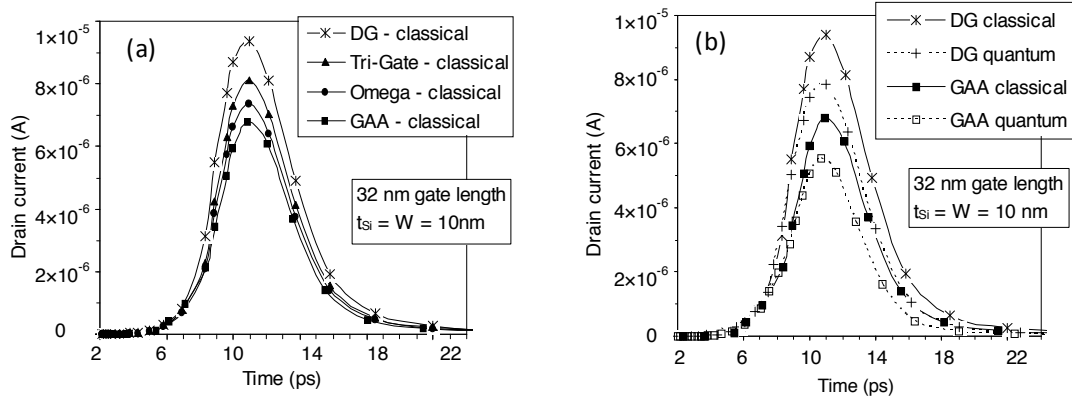 (a)
DG - classical
Tri-Gate - classical
Omega - classical
GAA - classical
32 nm gate length
tSi = W = 10nm
Drain current (A)
1×10-5
8×10-6
6×10-6
4×10-6
2×10-6
0
2 6 10 14 18 22
Time (ps)
(b)
DG classical
DG quantum
GAA classical
GAA quantum
32 nm gate length
tSi = W = 10 nm
Drain current (A)
1×10-5
8×10-6
6×10-6
4×10-6
2×10-6
0
2 6 10 14 18 22
Time (ps)